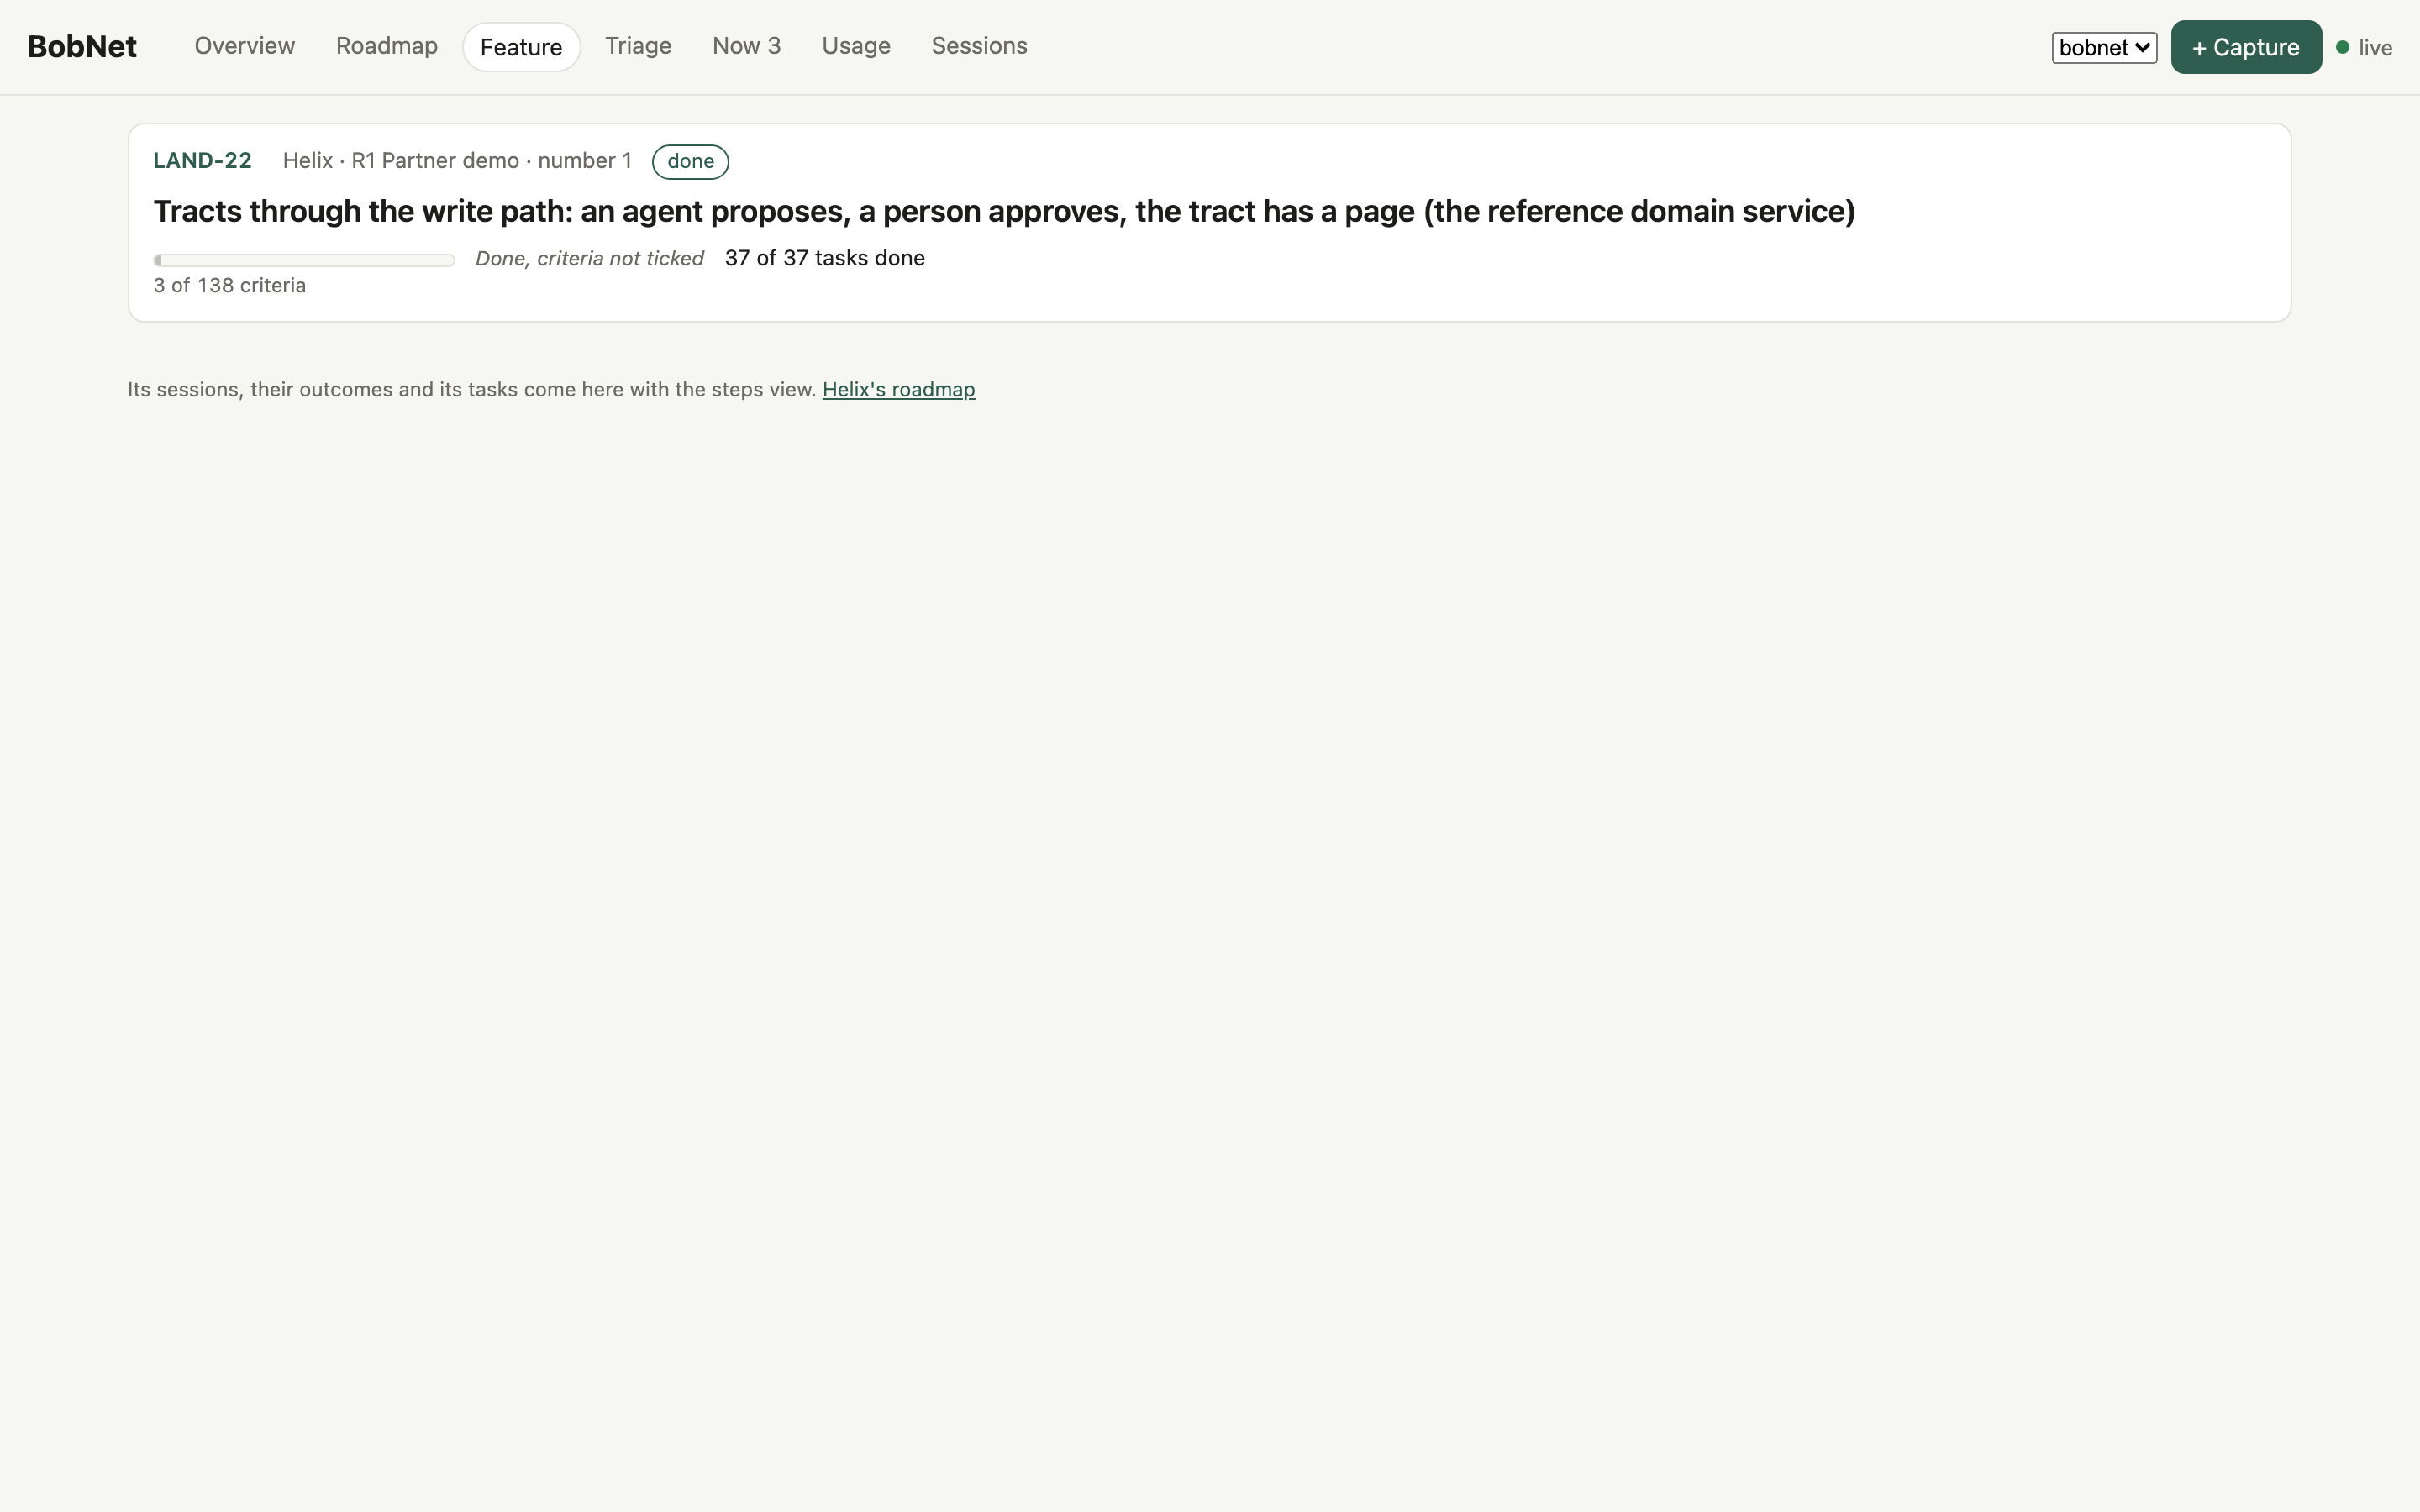 BobNet Overview Roadmap Feature Triage Now 3 Usage Sessions bobnet + Capture live
LAND-22 Helix · R1 Partner demo · number 1 done
Tracts through the write path: an agent proposes, a person approves, the tract has a page (the reference domain service)
Done, criteria not ticked 37 of 37 tasks done
3 of 138 criteria
Its sessions, their outcomes and its tasks come here with the steps view. Helix's roadmap